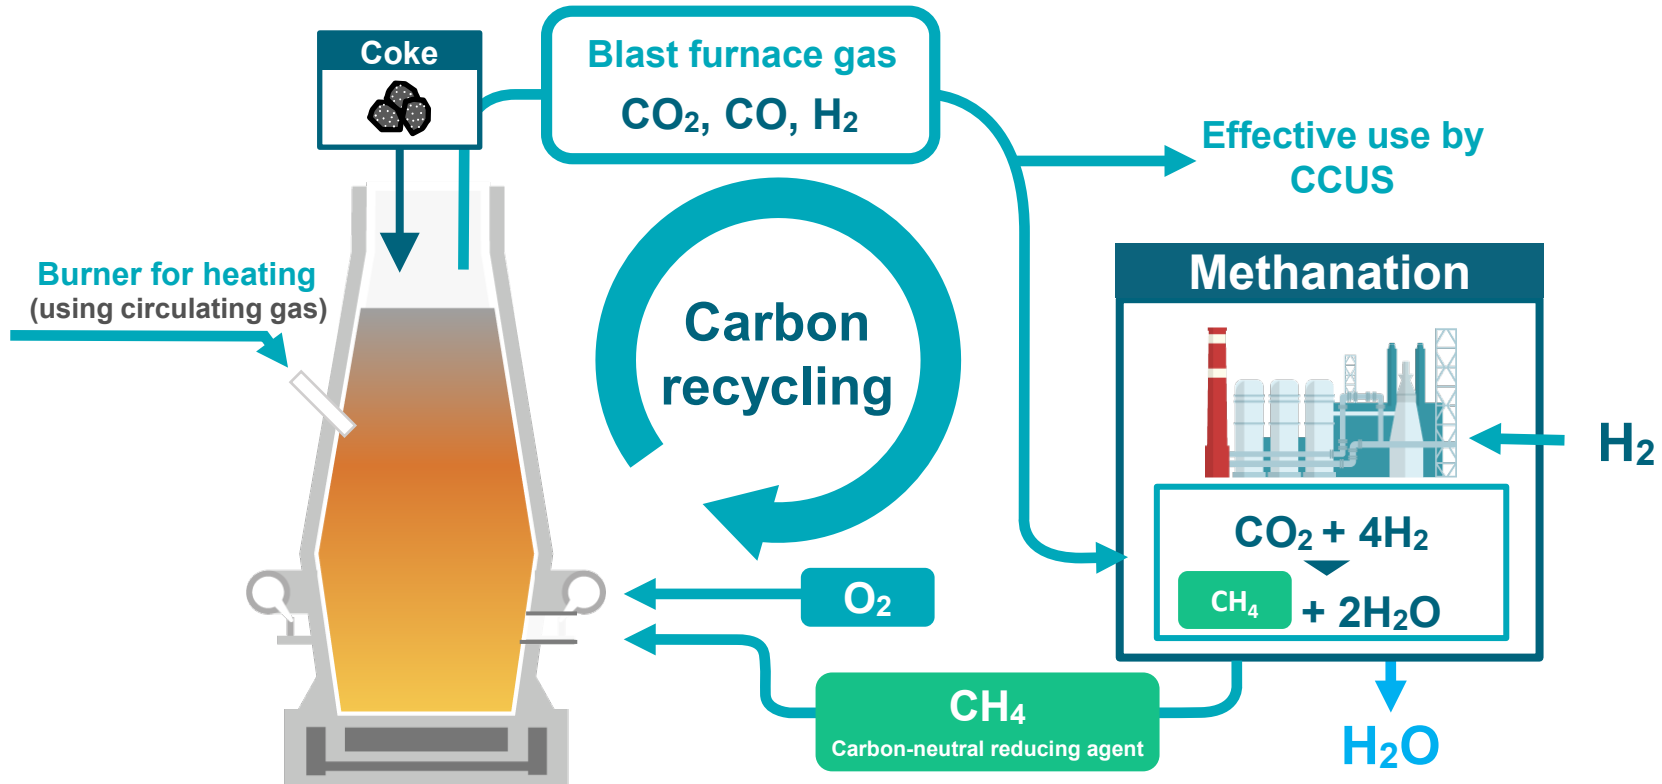 Coke
Blast furnace gas
CO₂, CO, H₂
Effective use by
CCUS
Burner for heating
(using circulating gas)
Carbon
recycling
Methanation
H₂
CO₂ + 4H₂
CH₄ + 2H₂O
O₂
CH₄
Carbon-neutral reducing agent
H₂O